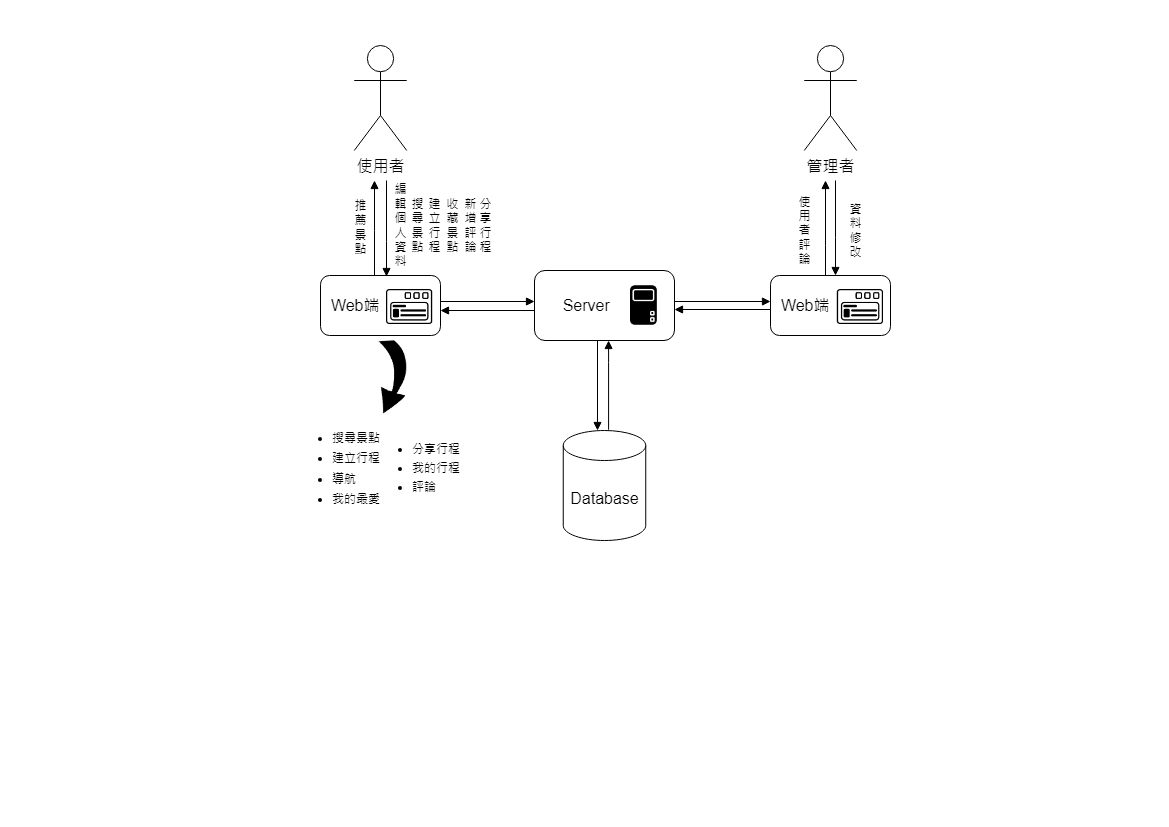 使用者
管理者
推薦景點
編輯個人資料
搜尋景點
建立行程
收藏景點
新增評論
分享行程
使用者評論
資料修改
Web端
Server
Web端
搜尋景點
建立行程
導航
我的最愛
分享行程
我的行程
評論
Database